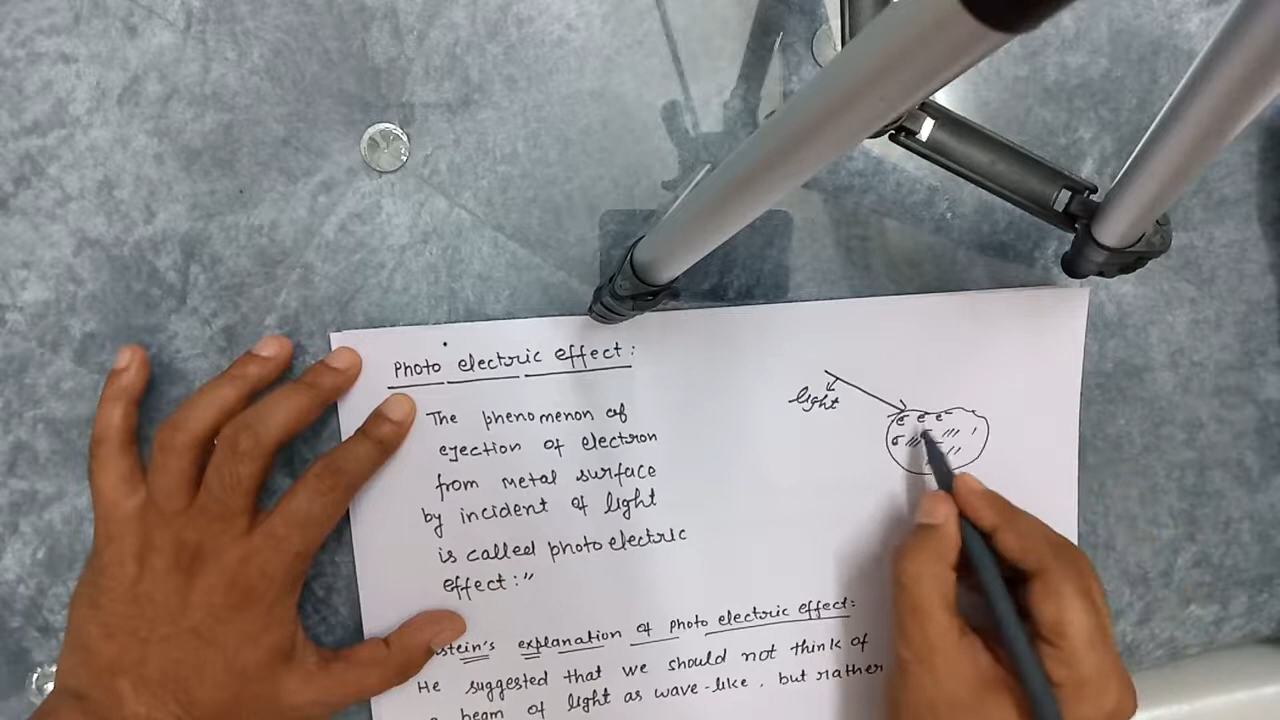 Photo electric effect:
The phenomenon of
ejection of electron
from metal surface
by incident of light
is called photo electric
effect:"
light
e e e-
e
stein's explanation of photo electric effect:
He suggested that we should not think of
beam of light as wave-like, but rather